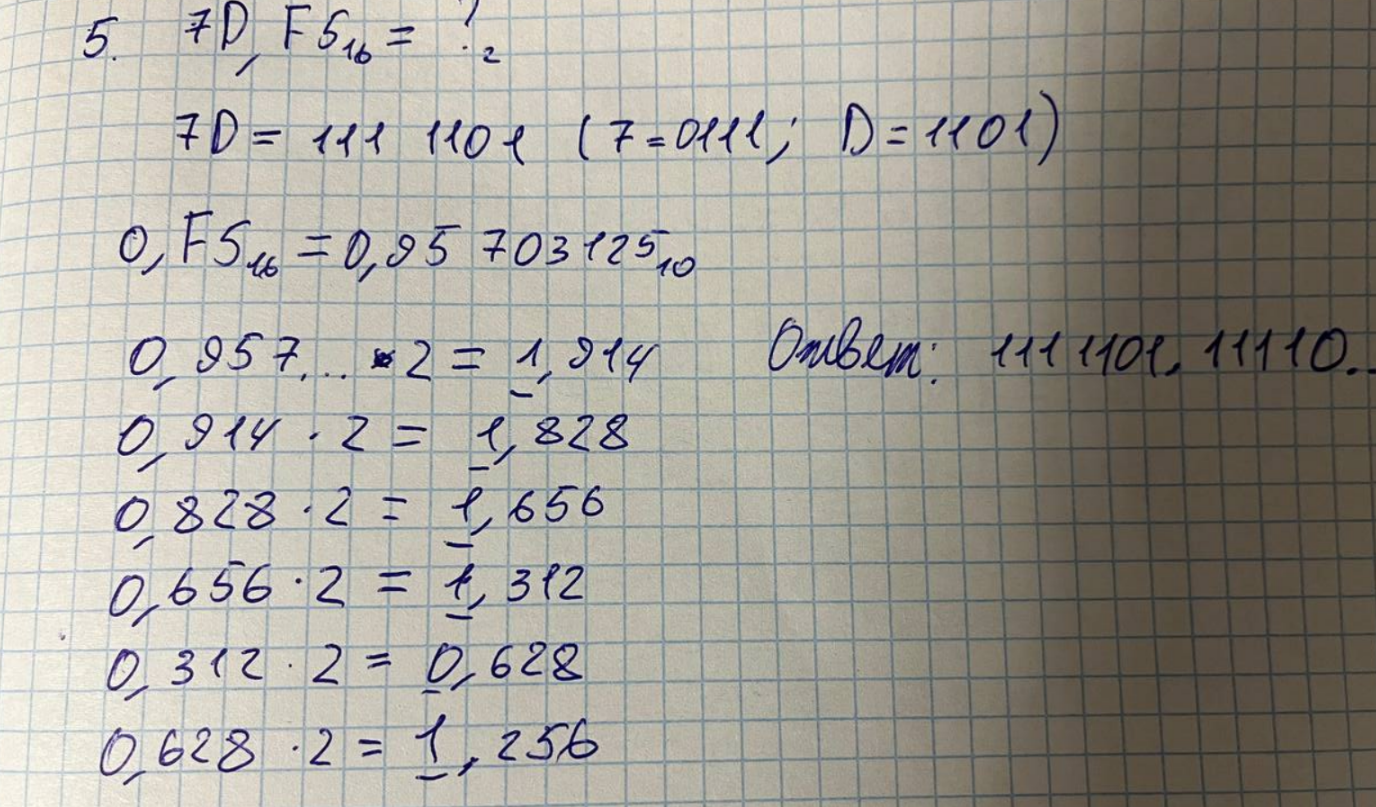 5. 7D, F5₁₆ = ?₂
7D = 111 1101 (7=0111; D=1101)
0,F5₁₆ = 0,95 703125₁₀
0,957... · 2 = 1,914
Ответ: 111 1101, 11110...
0,914 · 2 = 1,828
0,828 · 2 = 1,656
0,656 · 2 = 1,312
0,312 · 2 = 0,628
0,628 · 2 = 1,256